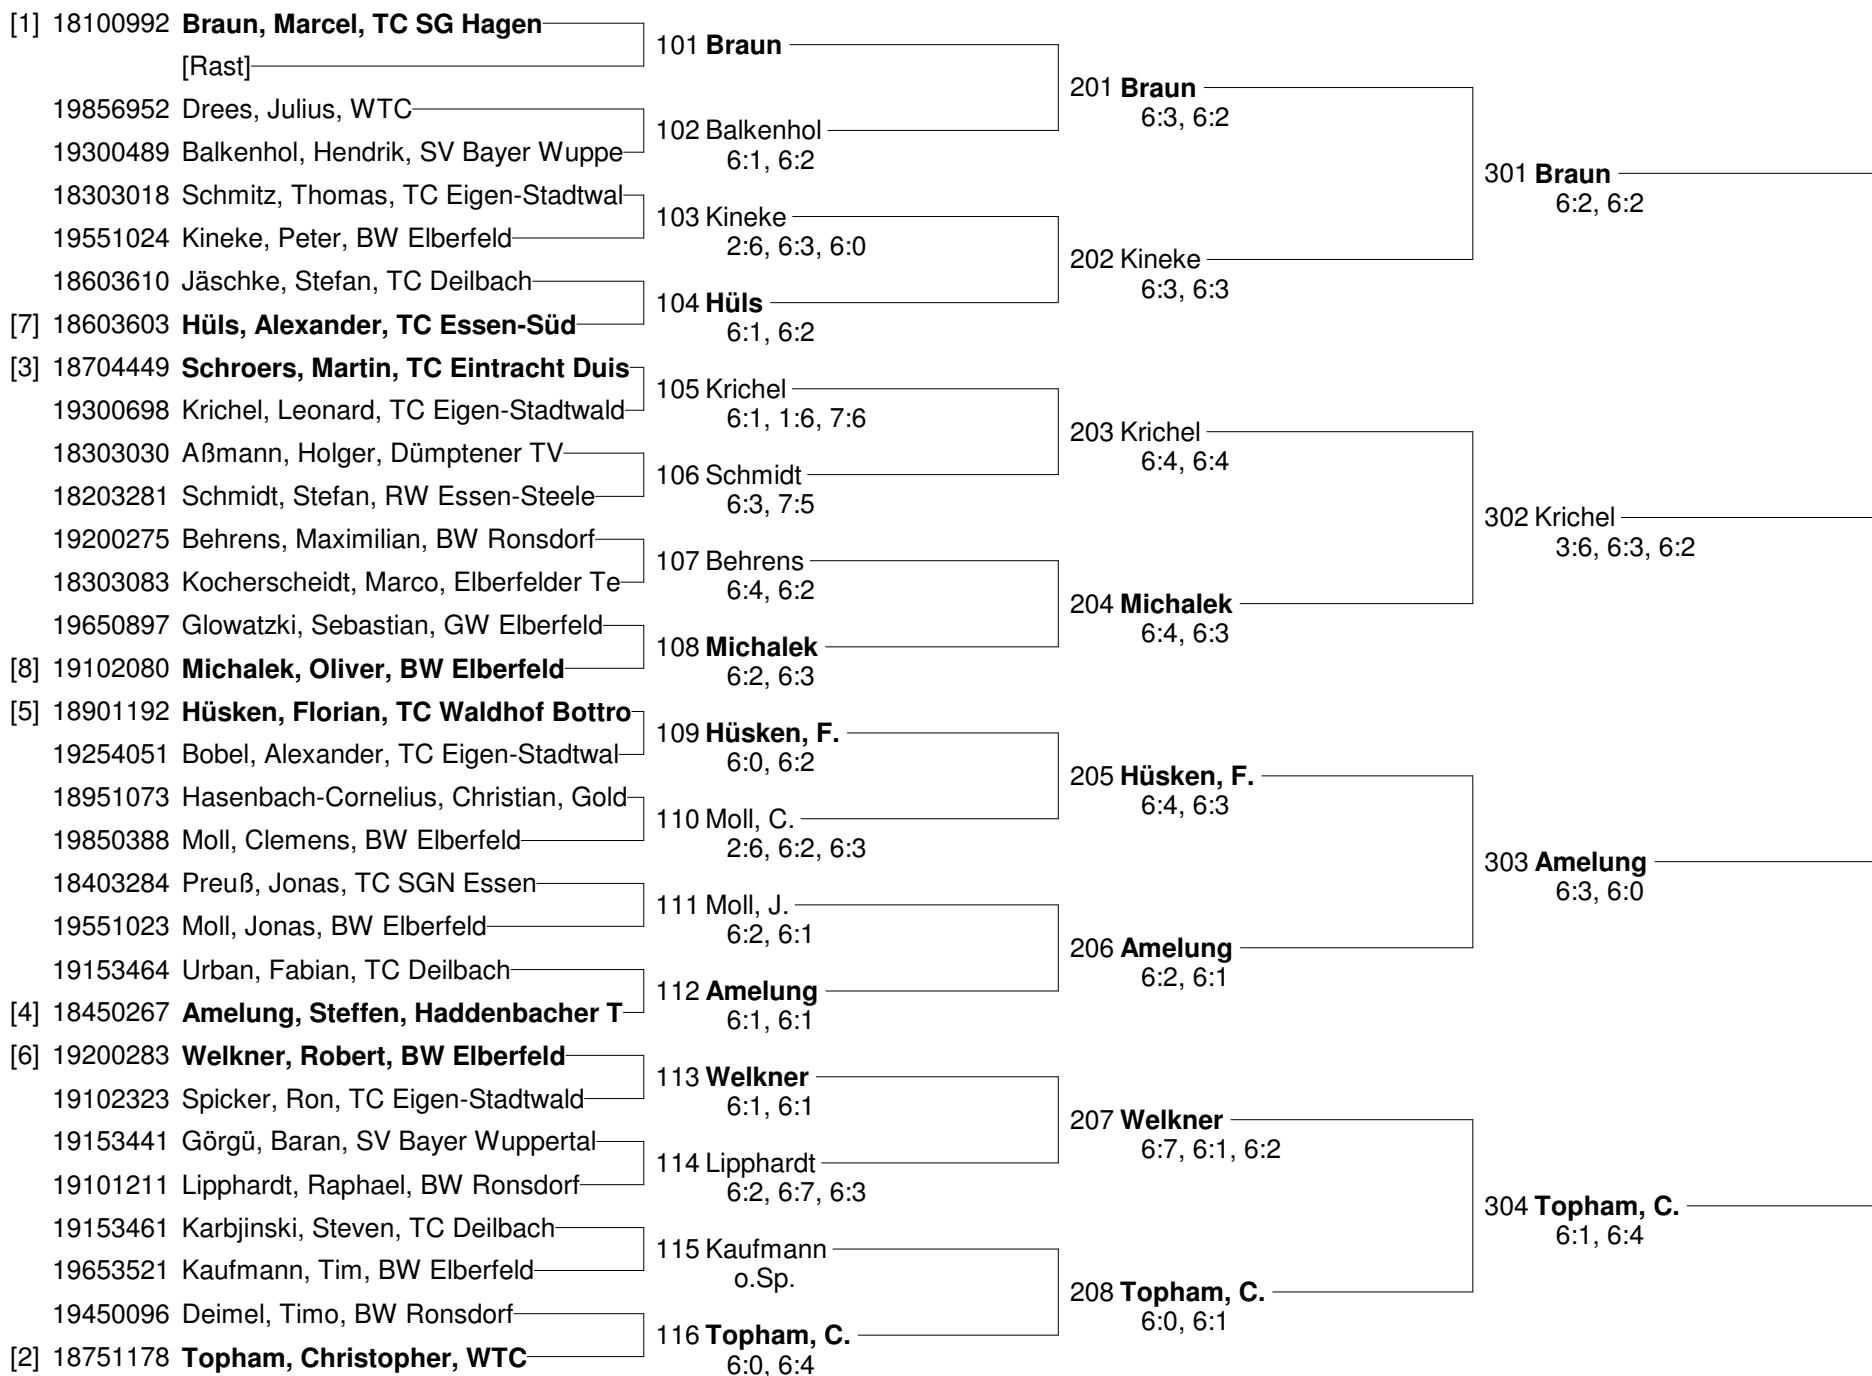 [1] 18100992 Braun, Marcel, TC SG Hagen
101 Braun
[Rast]
201 Braun
6:3, 6:2
19856952 Drees, Julius, WTC
102 Balkenhol
6:1, 6:2
19300489 Balkenhol, Hendrik, SV Bayer Wuppe
301 Braun
6:2, 6:2
18303018 Schmitz, Thomas, TC Eigen-Stadtwal
103 Kineke
2:6, 6:3, 6:0
19551024 Kineke, Peter, BW Elberfeld
202 Kineke
6:3, 6:3
18603610 Jäschke, Stefan, TC Deilbach
104 Hüls
6:1, 6:2
[7] 18603603 Hüls, Alexander, TC Essen-Süd
[3] 18704449 Schroers, Martin, TC Eintracht Duis
105 Krichel
6:1, 1:6, 7:6
19300698 Krichel, Leonard, TC Eigen-Stadtwald
203 Krichel
6:4, 6:4
18303030 Aßmann, Holger, Dümptener TV
106 Schmidt
6:3, 7:5
18203281 Schmidt, Stefan, RW Essen-Steele
302 Krichel
3:6, 6:3, 6:2
19200275 Behrens, Maximilian, BW Ronsdorf
107 Behrens
6:4, 6:2
18303083 Kocherscheidt, Marco, Elberfelder Te
204 Michalek
6:4, 6:3
19650897 Glowatzki, Sebastian, GW Elberfeld
108 Michalek
6:2, 6:3
[8] 19102080 Michalek, Oliver, BW Elberfeld
[5] 18901192 Hüsken, Florian, TC Waldhof Bottro
109 Hüsken, F.
6:0, 6:2
19254051 Bobel, Alexander, TC Eigen-Stadtwal
205 Hüsken, F.
6:4, 6:3
18951073 Hasenbach-Cornelius, Christian, Gold
110 Moll, C.
2:6, 6:2, 6:3
19850388 Moll, Clemens, BW Elberfeld
303 Amelung
6:3, 6:0
18403284 Preuß, Jonas, TC SGN Essen
111 Moll, J.
6:2, 6:1
19551023 Moll, Jonas, BW Elberfeld
206 Amelung
6:2, 6:1
19153464 Urban, Fabian, TC Deilbach
112 Amelung
6:1, 6:1
[4] 18450267 Amelung, Steffen, Haddenbacher T
[6] 19200283 Welkner, Robert, BW Elberfeld
113 Welkner
6:1, 6:1
19102323 Spicker, Ron, TC Eigen-Stadtwald
207 Welkner
6:7, 6:1, 6:2
19153441 Görgü, Baran, SV Bayer Wuppertal
114 Lipphardt
6:2, 6:7, 6:3
19101211 Lipphardt, Raphael, BW Ronsdorf
304 Topham, C.
6:1, 6:4
19153461 Karbjinski, Steven, TC Deilbach
115 Kaufmann
o.Sp.
19653521 Kaufmann, Tim, BW Elberfeld
208 Topham, C.
6:0, 6:1
19450096 Deimel, Timo, BW Ronsdorf
116 Topham, C.
6:0, 6:4
[2] 18751178 Topham, Christopher, WTC